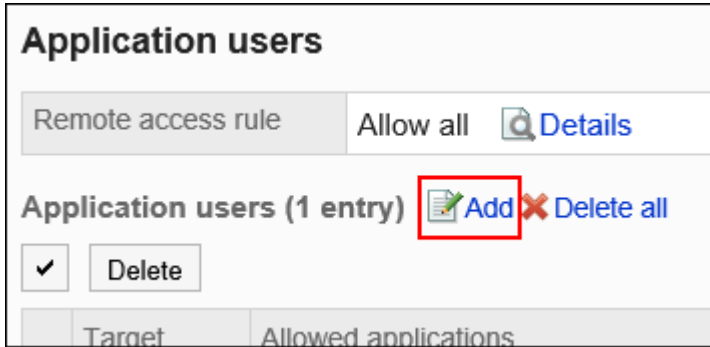 Application users
Remote access rule Allow all Details
Application users (1 entry) Add Delete all
Delete
Target Allowed applications